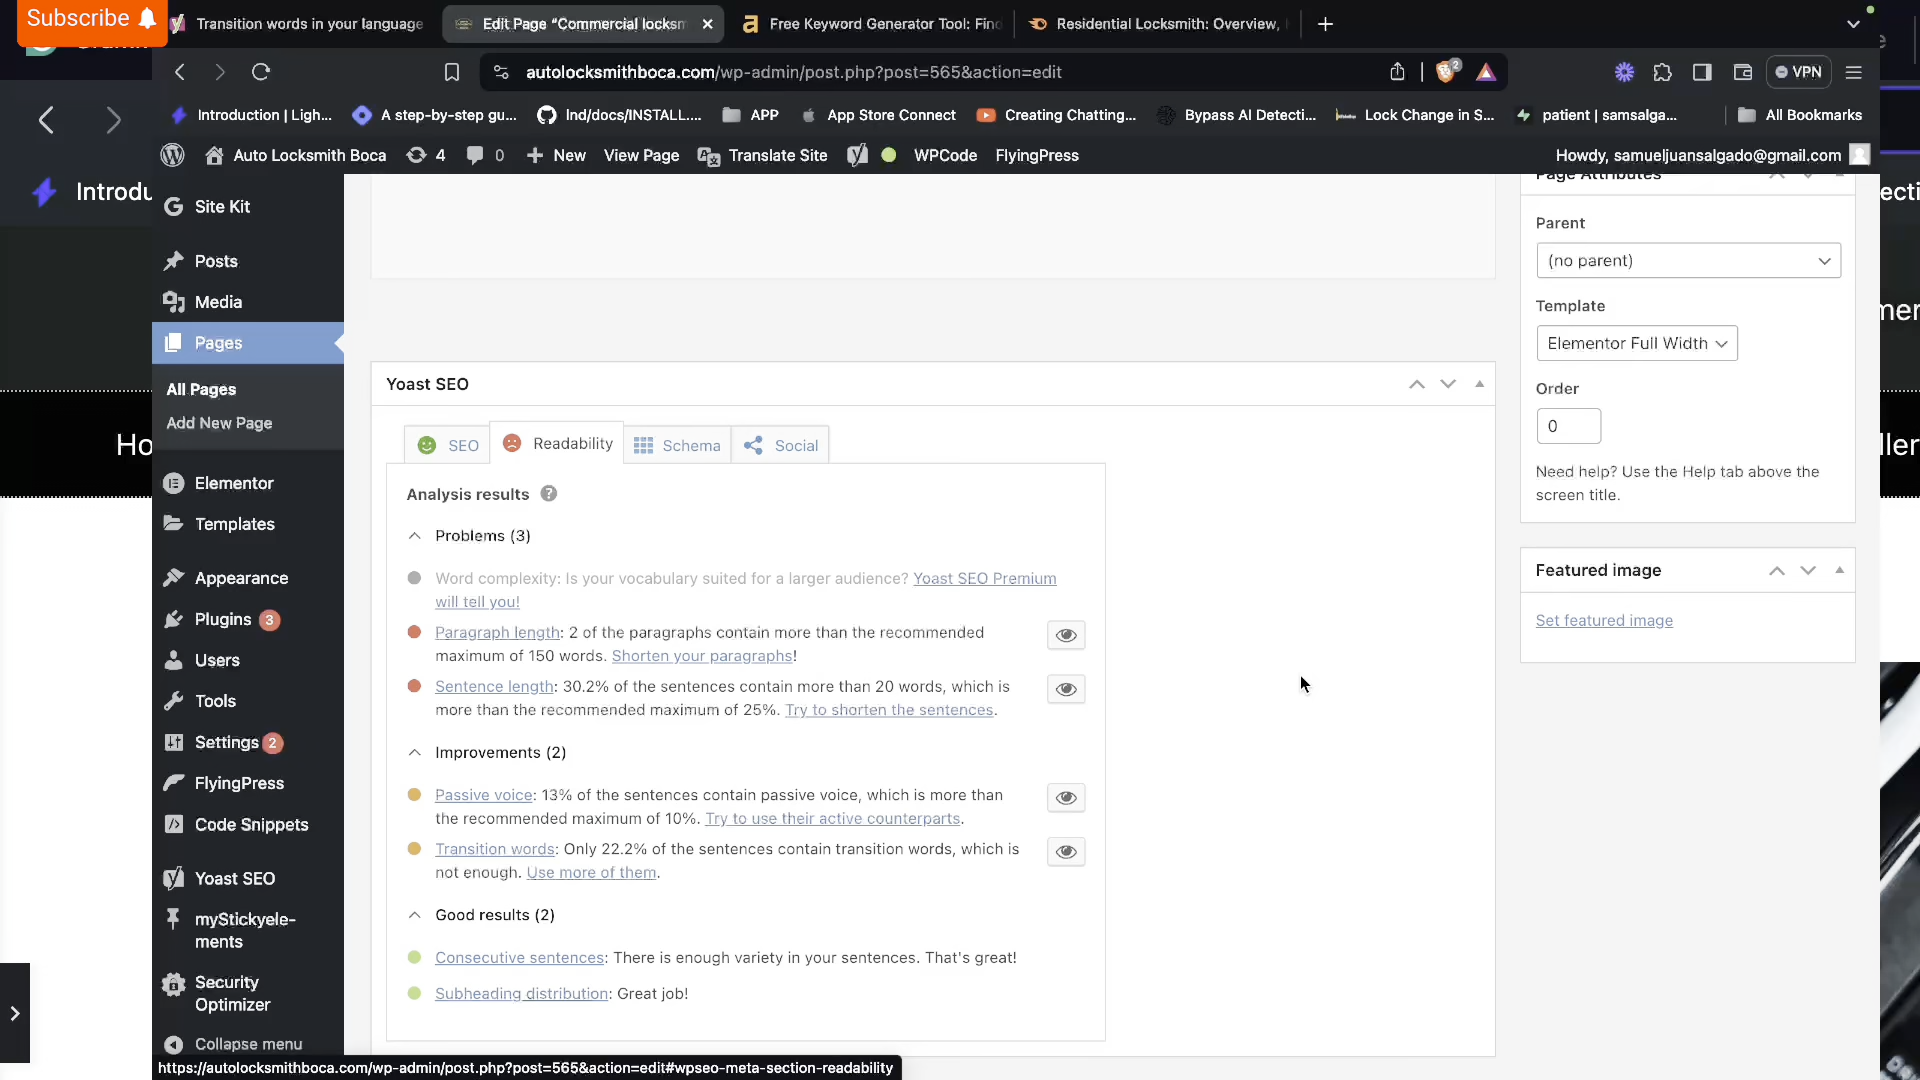 Subscribe
Transition words in your language
Edit Page “Commercial locksm
Free Keyword Generator Tool: Find
Residential Locksmith: Overview,
autolocksmithboca.com/wp-admin/post.php?post=565&action=edit
2
VPN
Introduction | Ligh...
A step-by-step gu...
lnd/docs/INSTALL....
APP
App Store Connect
Creating Chatting...
Bypass AI Detecti...
Lock Change in S...
patient | samsalga...
All Bookmarks
Auto Locksmith Boca
4
0
New
View Page
Translate Site
WPCode
FlyingPress
Howdy, samueljuansalgado@gmail.com
Introdu
ecti
Ho
mer
ller
Site Kit
Posts
Media
Pages
All Pages
Add New Page
Elementor
Templates
Appearance
Plugins 3
Users
Tools
Settings 2
FlyingPress
Code Snippets
Yoast SEO
myStickyele-
ments
Security
Optimizer
Collapse menu
Yoast SEO
SEO
Readability
Schema
Social
Analysis results
Problems (3)
Word complexity: Is your vocabulary suited for a larger audience? Yoast SEO Premium
will tell you!
Paragraph length: 2 of the paragraphs contain more than the recommended
maximum of 150 words. Shorten your paragraphs!
Sentence length: 30.2% of the sentences contain more than 20 words, which is
more than the recommended maximum of 25%. Try to shorten the sentences.
Improvements (2)
Passive voice: 13% of the sentences contain passive voice, which is more than
the recommended maximum of 10%. Try to use their active counterparts.
Transition words: Only 22.2% of the sentences contain transition words, which is
not enough. Use more of them.
Good results (2)
Consecutive sentences: There is enough variety in your sentences. That's great!
Subheading distribution: Great job!
Page Attributes
Parent
(no parent)
Template
Elementor Full Width
Order
0
Need help? Use the Help tab above the
screen title.
Featured image
Set featured image
https://autolocksmithboca.com/wp-admin/post.php?post=565&action=edit#wpseo-meta-section-readability